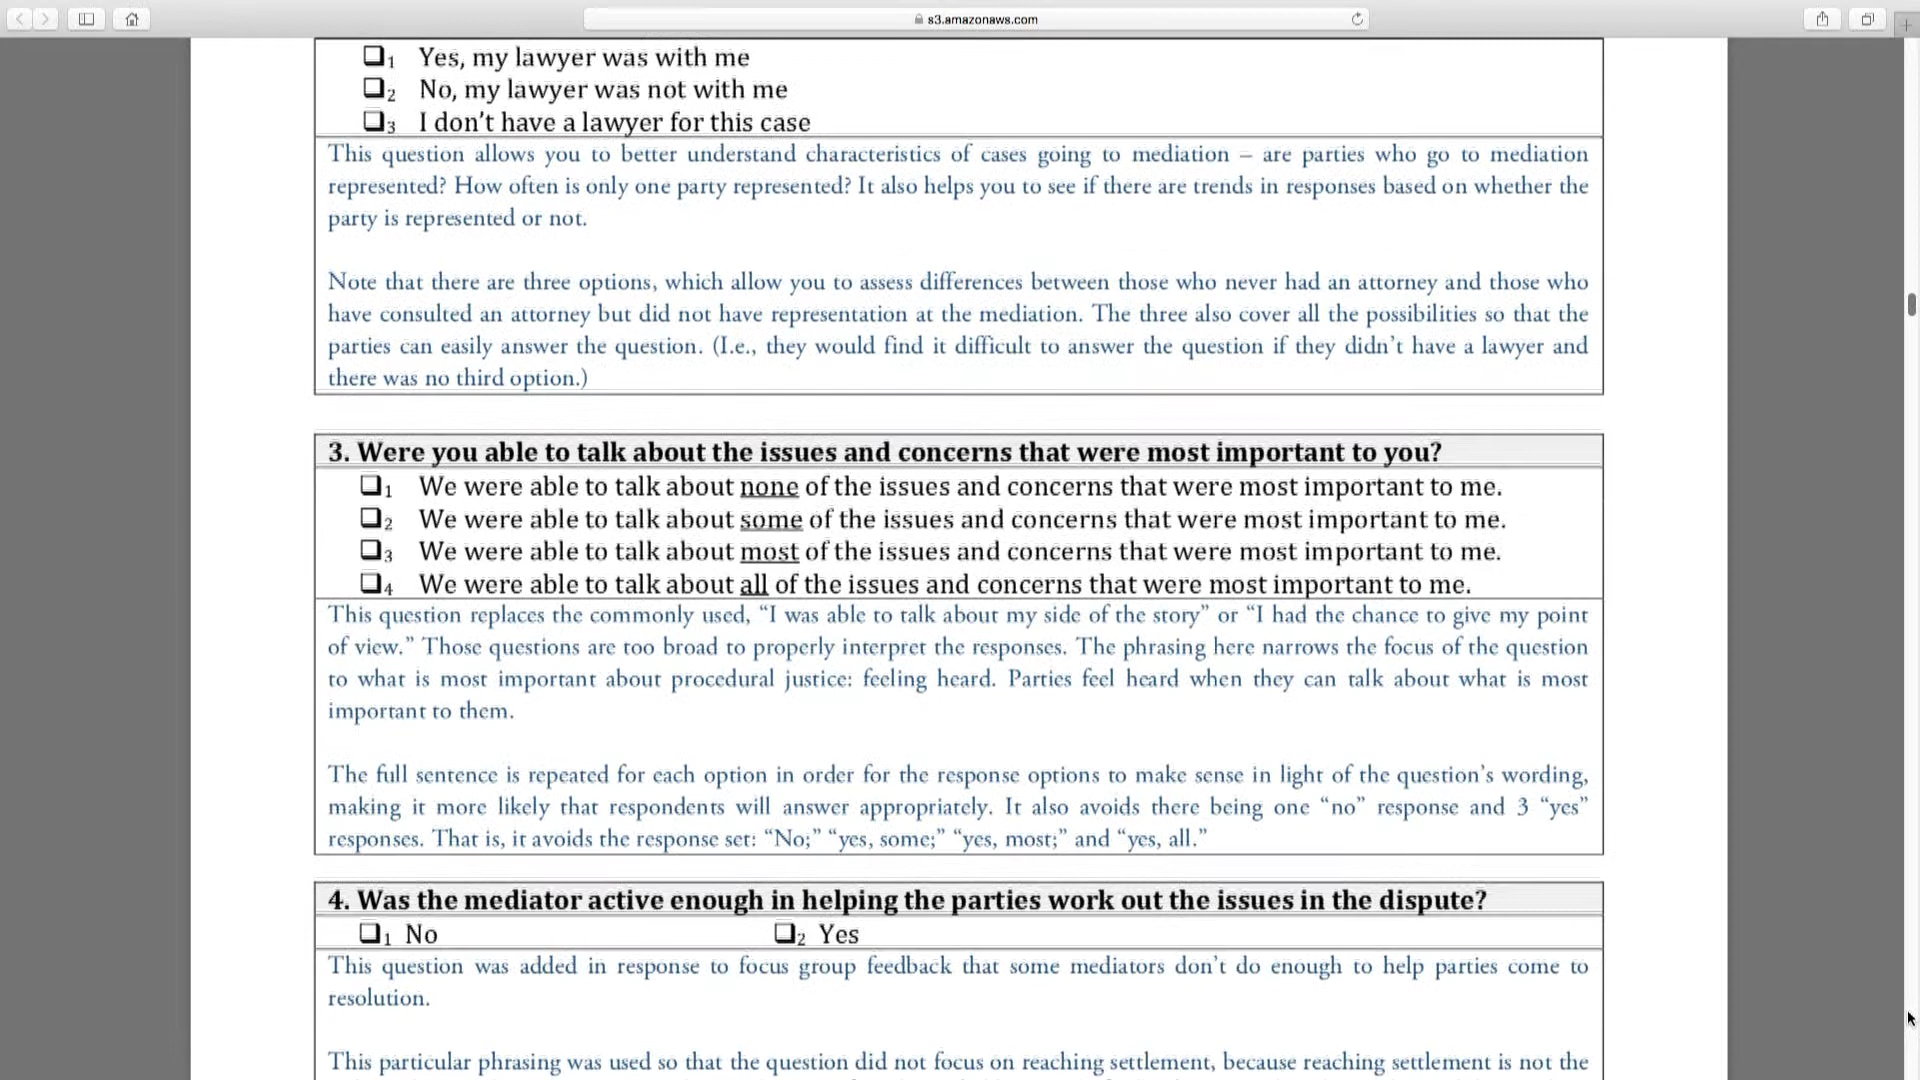 s3.amazonaws.com
❑1 Yes, my lawyer was with me
❑2 No, my lawyer was not with me
❑3 I don't have a lawyer for this case
This question allows you to better understand characteristics of cases going to mediation – are parties who go to mediation
represented? How often is only one party represented? It also helps you to see if there are trends in responses based on whether the
party is represented or not.
Note that there are three options, which allow you to assess differences between those who never had an attorney and those who
have consulted an attorney but did not have representation at the mediation. The three also cover all the possibilities so that the
parties can easily answer the question. (I.e., they would find it difficult to answer the question if they didn't have a lawyer and
there was no third option.)
3. Were you able to talk about the issues and concerns that were most important to you?
❑1 We were able to talk about none of the issues and concerns that were most important to me.
❑2 We were able to talk about some of the issues and concerns that were most important to me.
❑3 We were able to talk about most of the issues and concerns that were most important to me.
❑4 We were able to talk about all of the issues and concerns that were most important to me.
This question replaces the commonly used, “I was able to talk about my side of the story” or “I had the chance to give my point
of view.” Those questions are too broad to properly interpret the responses. The phrasing here narrows the focus of the question
to what is most important about procedural justice: feeling heard. Parties feel heard when they can talk about what is most
important to them.
The full sentence is repeated for each option in order for the response options to make sense in light of the question's wording,
making it more likely that respondents will answer appropriately. It also avoids there being one “no” response and 3 “yes”
responses. That is, it avoids the response set: “No;” “yes, some;” “yes, most;” and “yes, all.”
4. Was the mediator active enough in helping the parties work out the issues in the dispute?
❑1 No ❑2 Yes
This question was added in response to focus group feedback that some mediators don't do enough to help parties come to
resolution.
This particular phrasing was used so that the question did not focus on reaching settlement, because reaching settlement is not the